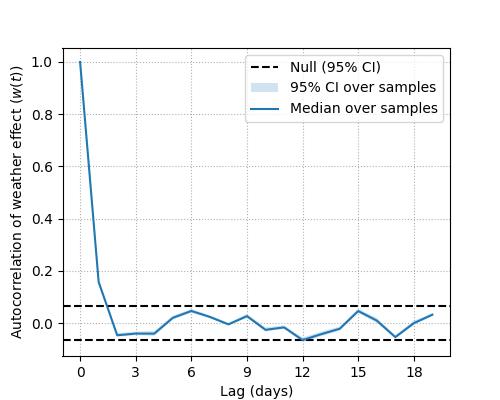 Null (95% CI)
95% CI over samples
Median over samples
Autocorrelation of weather effect (w(t))
1.0
0.8
0.6
0.4
0.2
0.0
0 3 6 9 12 15 18
Lag (days)